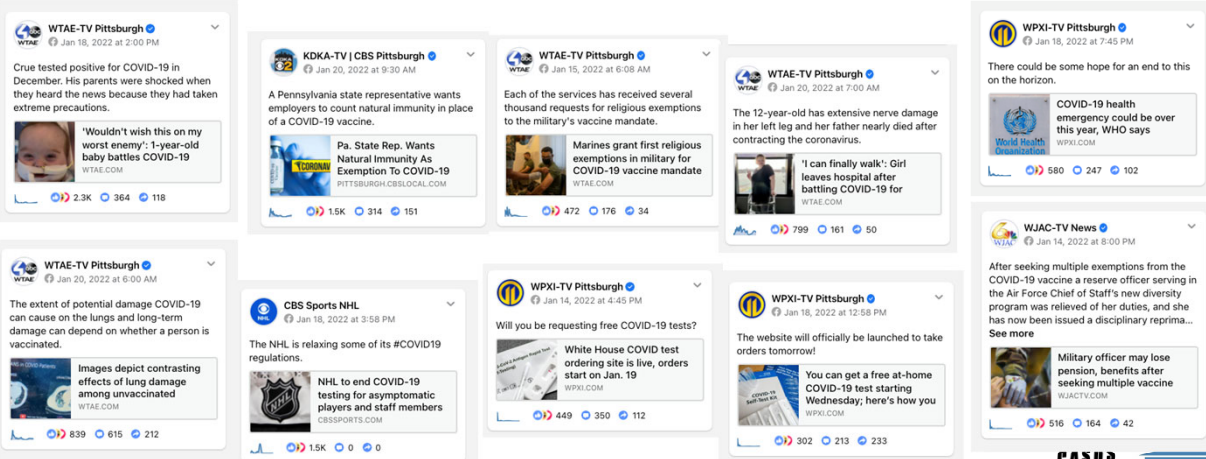 WTAE-TV Pittsburgh
Jan 18, 2022 at 2:00 PM
Crue tested positive for COVID-19 in
December. His parents were shocked when
they heard the news because they had taken
extreme precautions.
'Wouldn't wish this on my
worst enemy': 1-year-old
baby battles COVID-19
WTAE.COM
2.3K 364 118
KDKA-TV | CBS Pittsburgh
Jan 20, 2022 at 9:30 AM
A Pennsylvania state representative wants
employers to count natural immunity in place
of a COVID-19 vaccine.
CORONAV
Pa. State Rep. Wants
Natural Immunity As
Exemption To COVID-19
PITTSBURGH.CBSLOCAL.COM
1.5K 314 151
WTAE-TV Pittsburgh
Jan 15, 2022 at 6:08 AM
Each of the services has received several
thousand requests for religious exemptions
to the military's vaccine mandate.
Marines grant first religious
exemptions in military for
COVID-19 vaccine mandate
WTAE.COM
472 176 34
WTAE-TV Pittsburgh
Jan 20, 2022 at 7:00 AM
The 12-year-old has extensive nerve damage
in her left leg and her father nearly died after
contracting the coronavirus.
'I can finally walk': Girl
leaves hospital after
battling COVID-19 for
WTAE.COM
799 161 50
WPXI-TV Pittsburgh
Jan 18, 2022 at 7:45 PM
There could be some hope for an end to this
on the horizon.
World Health
Organization
COVID-19 health
emergency could be over
this year, WHO says
WPXI.COM
580 247 102
WTAE-TV Pittsburgh
Jan 20, 2022 at 6:00 AM
The extent of potential damage COVID-19
can cause on the lungs and long-term
damage can depend on whether a person is
vaccinated.
Images depict contrasting
effects of lung damage
among unvaccinated
WTAE.COM
839 615 212
CBS Sports NHL
Jan 18, 2022 at 3:58 PM
The NHL is relaxing some of its #COVID19
regulations.
NHL to end COVID-19
testing for asymptomatic
players and staff members
CBSSPORTS.COM
1.5K 0 0
WPXI-TV Pittsburgh
Jan 14, 2022 at 4:45 PM
Will you be requesting free COVID-19 tests?
White House COVID test
ordering site is live, orders
start on Jan. 19
WPXI.COM
449 350 112
WPXI-TV Pittsburgh
Jan 18, 2022 at 12:58 PM
The website will officially be launched to take
orders tomorrow!
COVID-19
Self-Test Kit
You can get a free at-home
COVID-19 test starting
Wednesday; here's how you
WPXI.COM
302 213 233
WJAC-TV News
Jan 14, 2022 at 8:00 PM
After seeking multiple exemptions from the
COVID-19 vaccine a reserve officer serving in
the Air Force Chief of Staff's new diversity
program was relieved of her duties, and she
has now been issued a disciplinary reprima...
See more
Military officer may lose
pension, benefits after
seeking multiple vaccine
WJACTV.COM
516 164 42